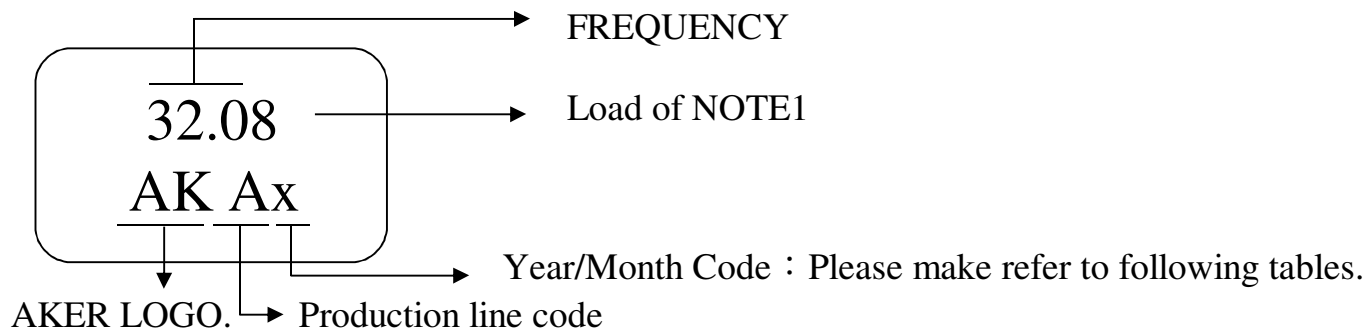 FREQUENCY
32.08
Load of NOTE1
AK Ax
Year/Month Code：Please make refer to following tables.
AKER LOGO.
Production line code